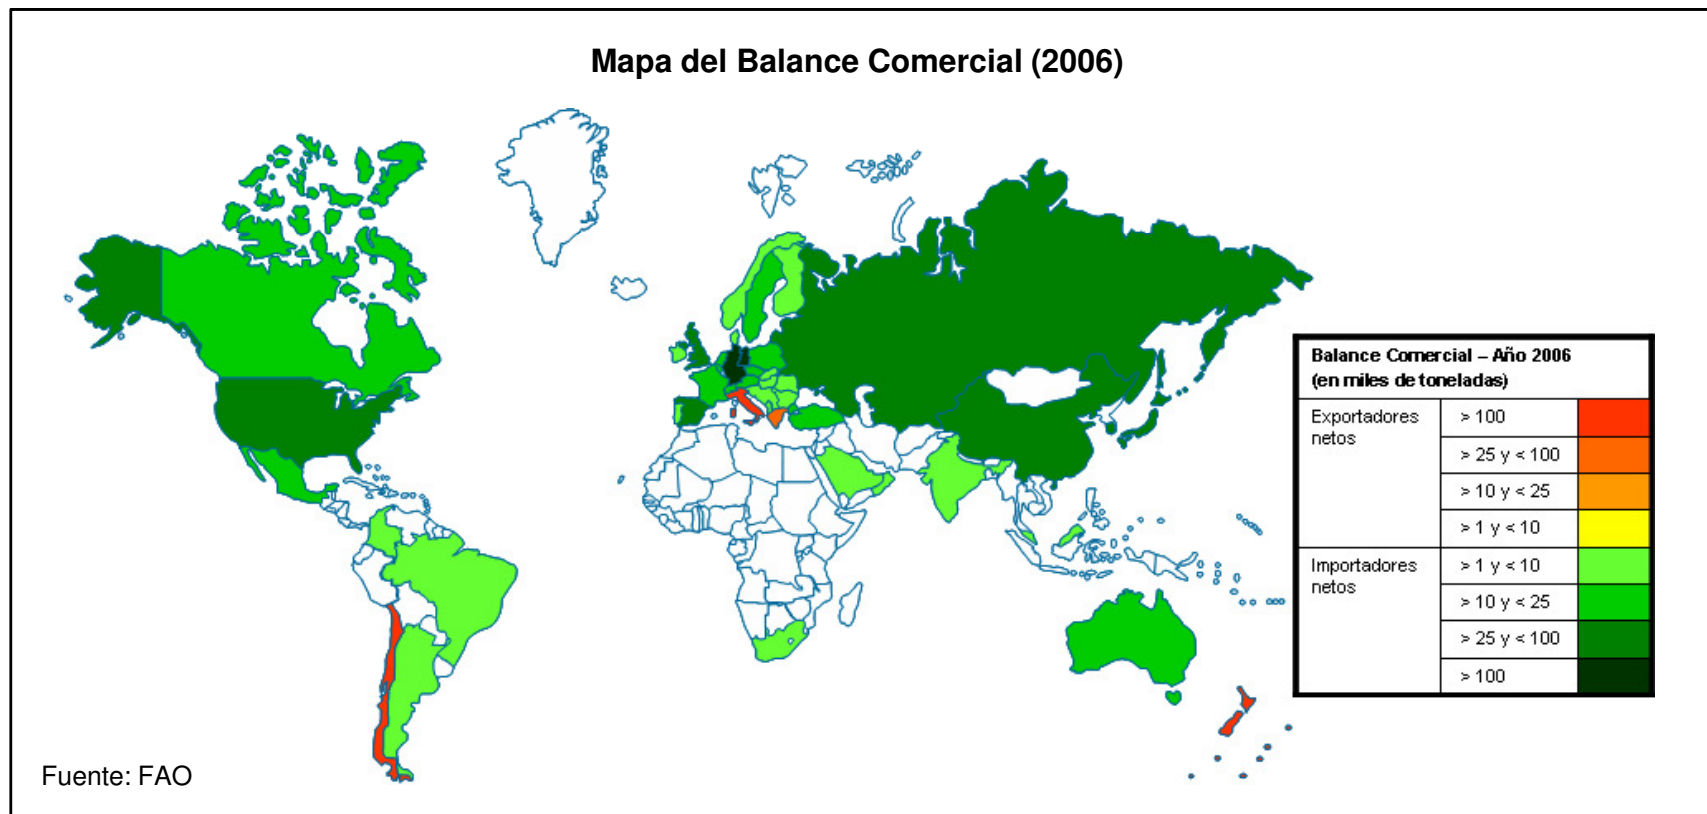 Mapa del Balance Comercial (2006)
Balance Comercial – Año 2006
(en miles de toneladas)
Exportadores
netos
> 100
> 25 y < 100
> 10 y < 25
> 1 y < 10
Importadores
netos
> 1 y < 10
> 10 y < 25
> 25 y < 100
> 100
Fuente: FAO